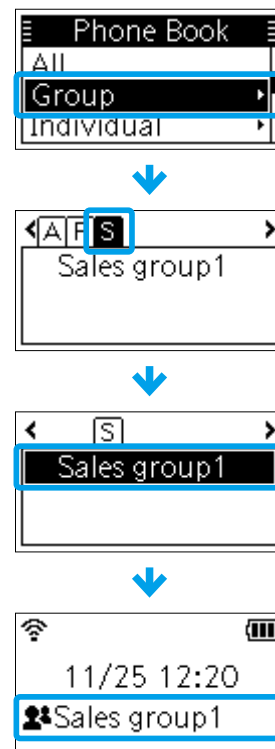 Phone Book
All
Group
Individual
A F S
Sales group1
S
Sales group1
11/25 12:20
Sales group1